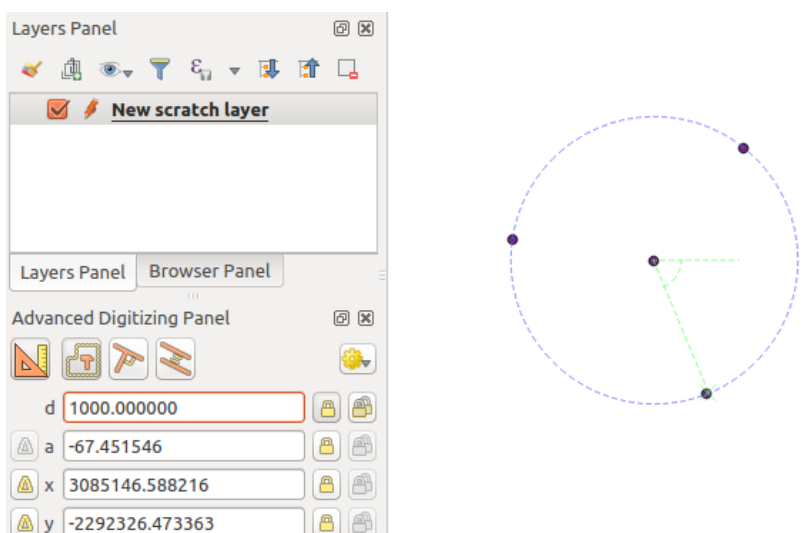 Layers Panel
New scratch layer
Layers Panel Browser Panel
Advanced Digitizing Panel
d 1000.000000
a -67.451546
x 3085146.588216
y -2292326.473363